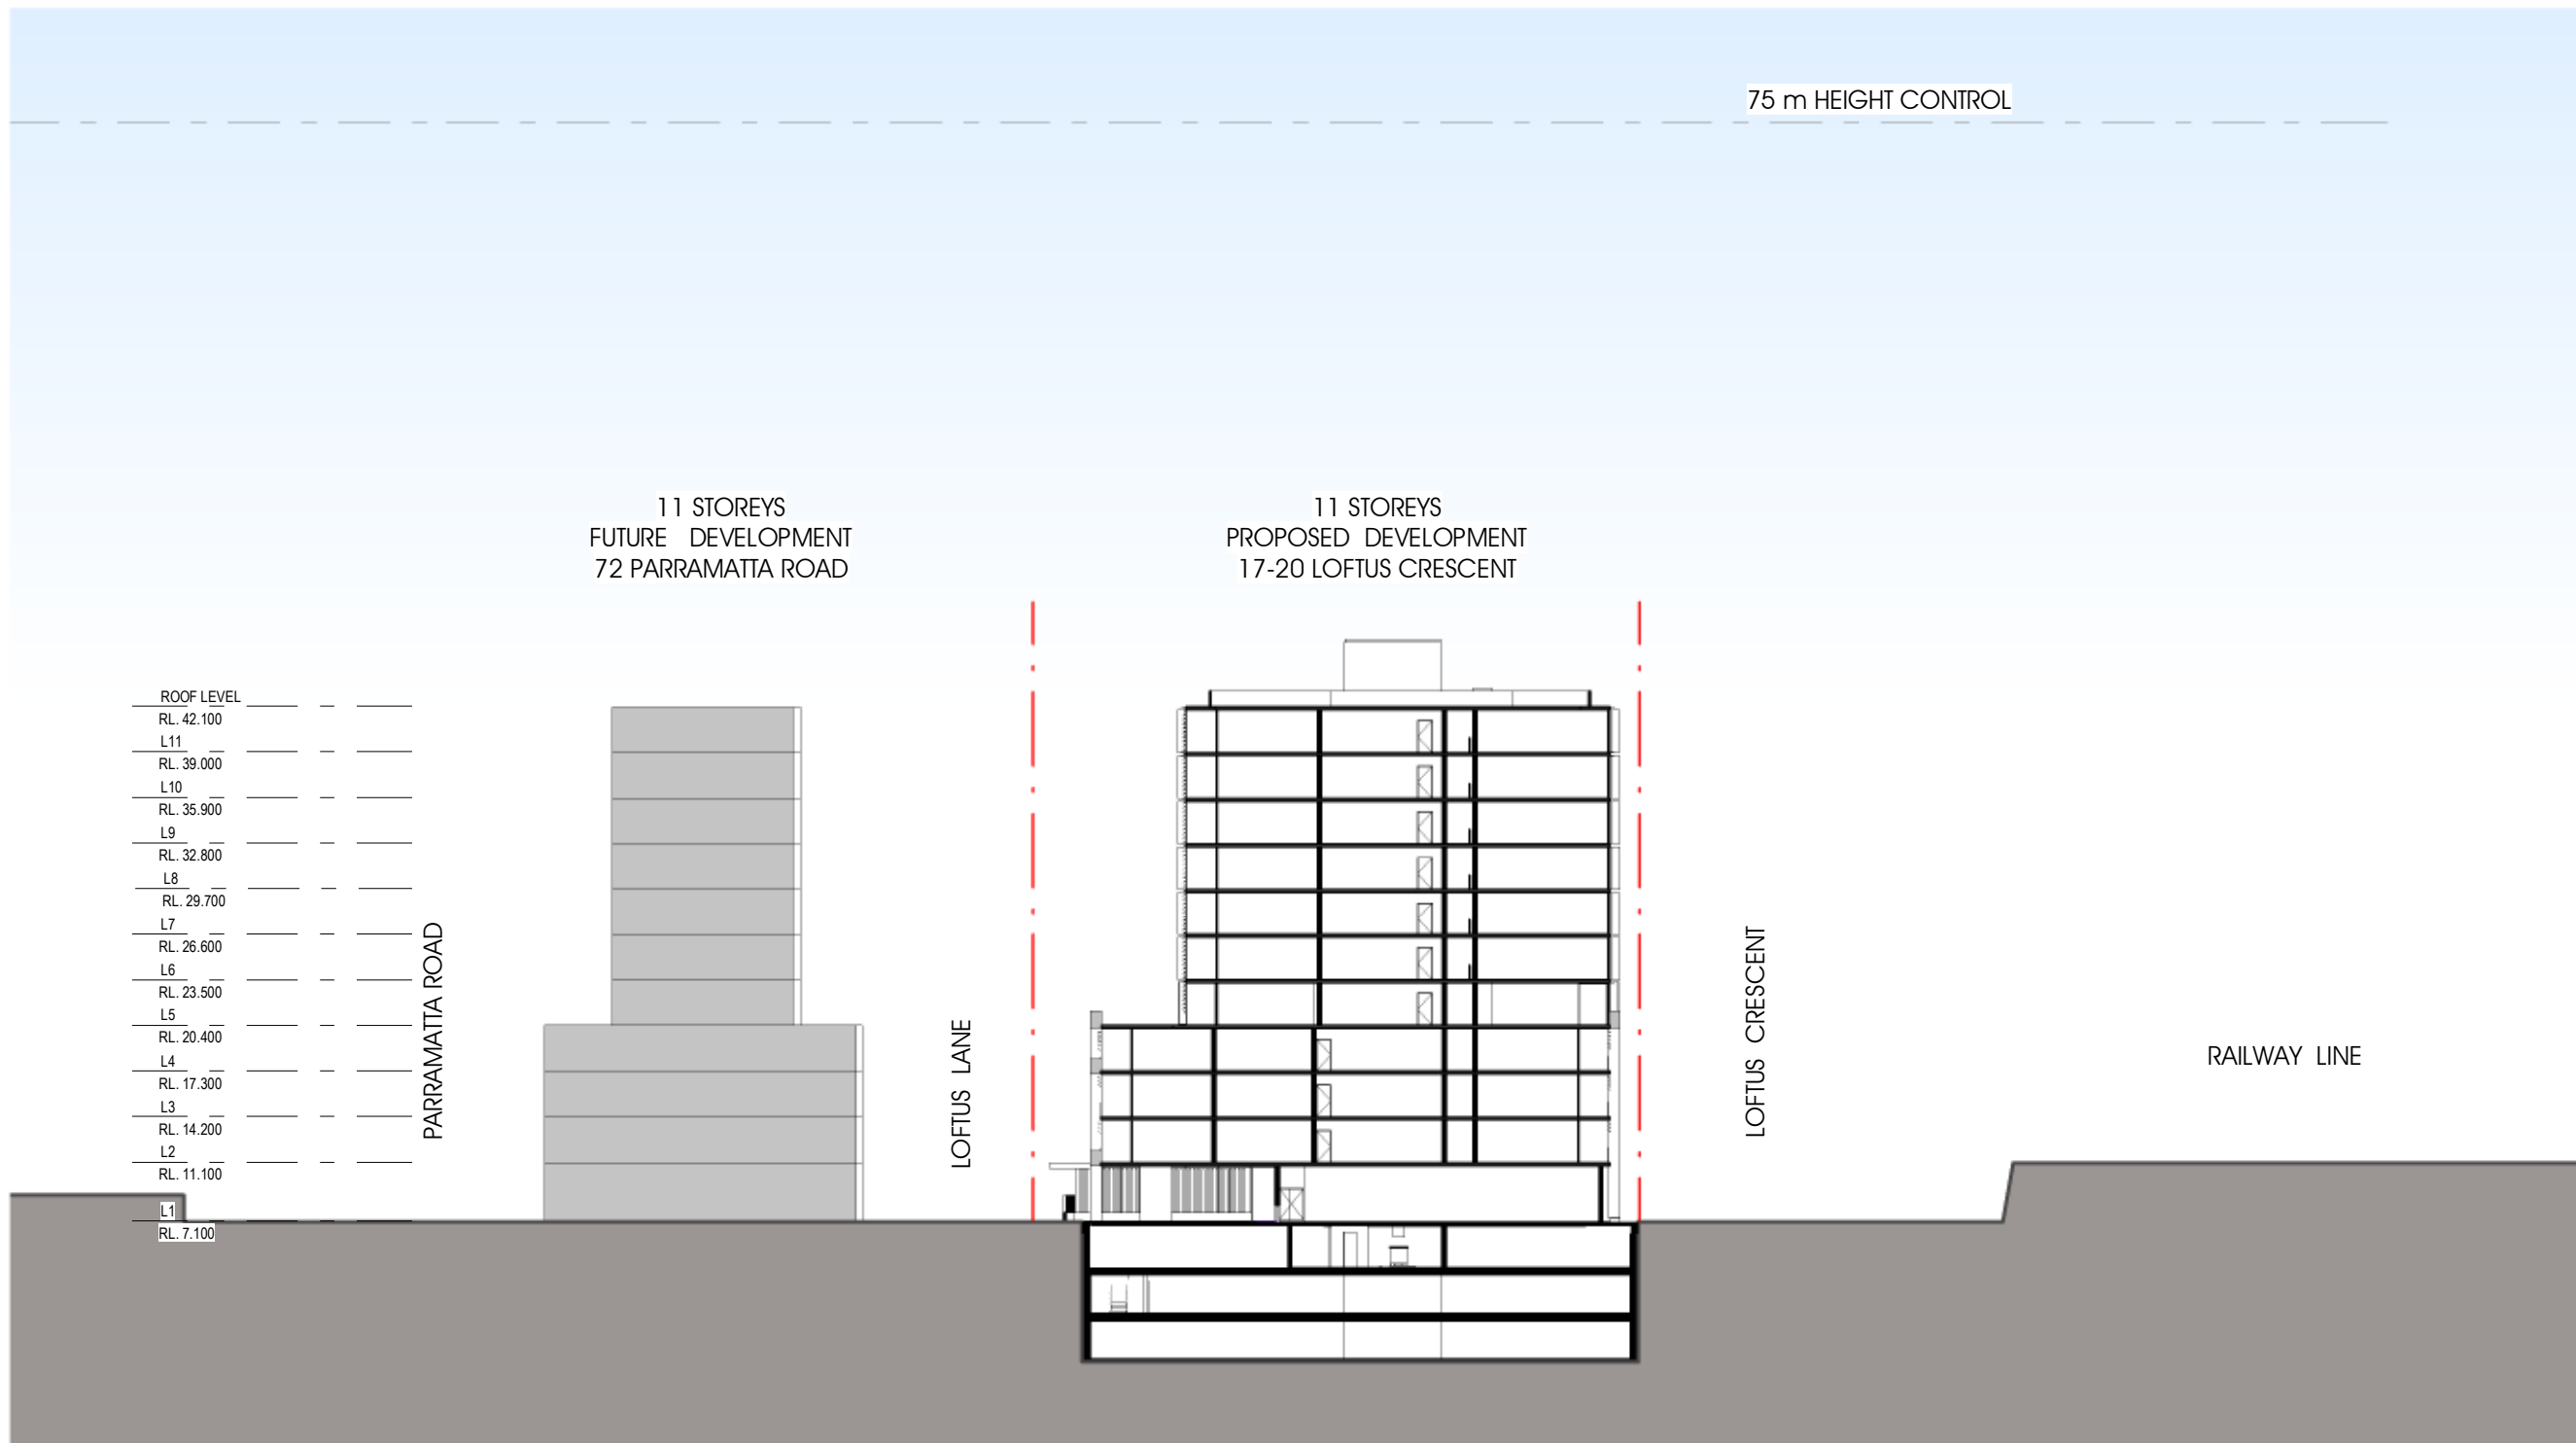 75 m HEIGHT CONTROL
11 STOREYS
FUTURE DEVELOPMENT
72 PARRAMATTA ROAD
11 STOREYS
PROPOSED DEVELOPMENT
17-20 LOFTUS CRESCENT
ROOF LEVEL
RL. 42.100
L11
RL. 39.000
L10
RL. 35.900
L9
RL. 32.800
L8
RL. 29.700
L7
RL. 26.600
L6
RL. 23.500
L5
RL. 20.400
L4
RL. 17.300
L3
RL. 14.200
L2
RL. 11.100
L1
RL. 7.100
PARRAMATTA ROAD
LOFTUS LANE
LOFTUS CRESCENT
RAILWAY LINE